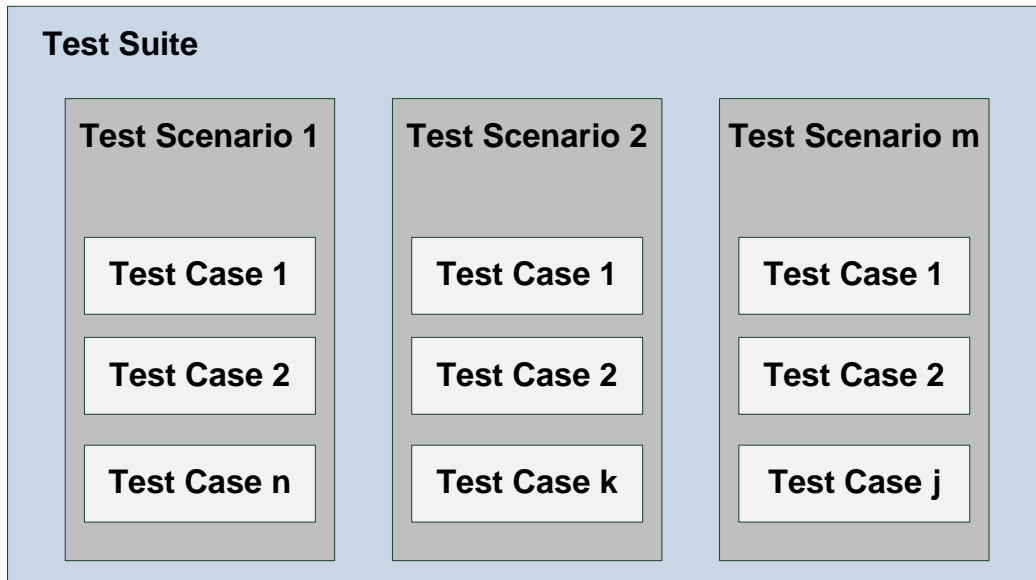 Test Suite
Test Scenario 1
Test Case 1
Test Case 2
Test Case n
Test Scenario 2
Test Case 1
Test Case 2
Test Case k
Test Scenario m
Test Case 1
Test Case 2
Test Case j